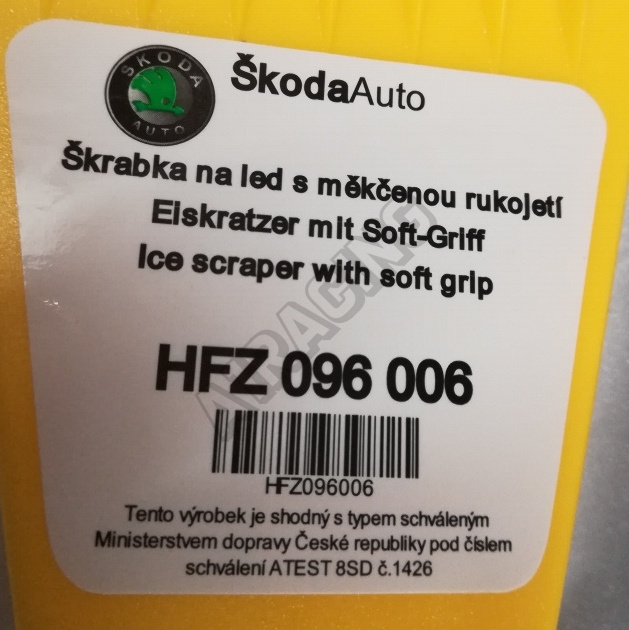 ŠKODA
AUTO
ŠkodaAuto
Škrabka na led s měkčenou rukojetí
Eiskratzer mit Soft-Griff
Ice scraper with soft grip
HFZ 096 006
HFZ096006
Tento výrobek je shodný s typem schváleným
Ministerstvem dopravy České republiky pod číslem
schválení ATEST 8SD č.1426